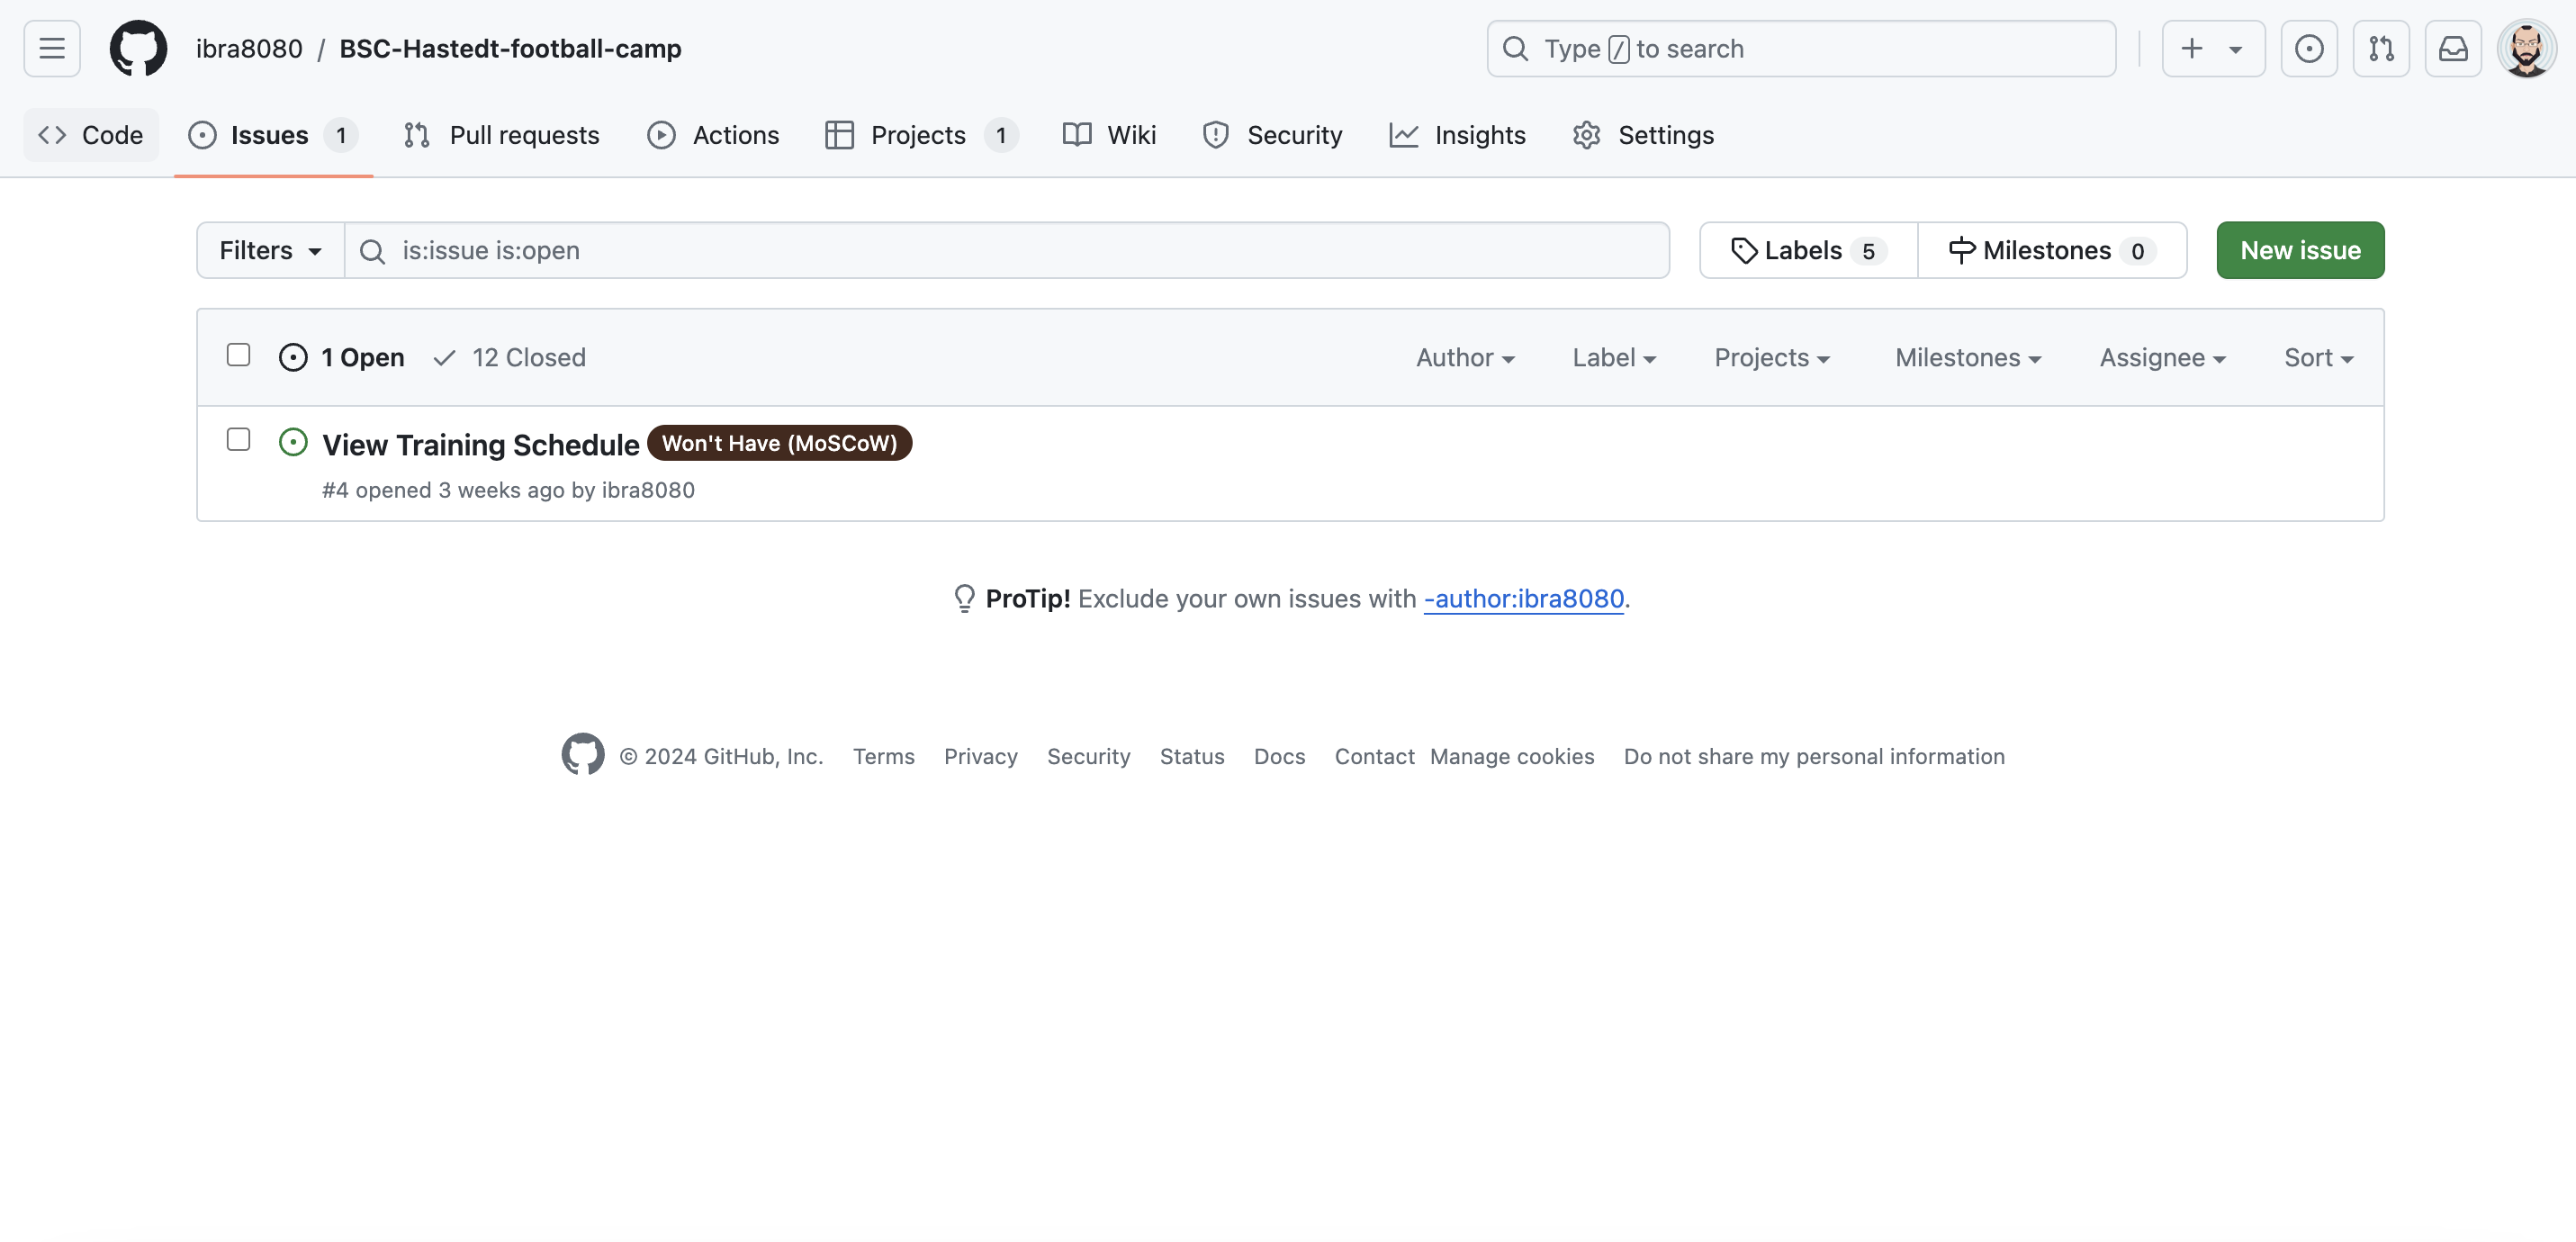 ibra8080 / BSC-Hastedt-football-camp
Type / to search
Code
Issues 1
Pull requests
Actions
Projects 1
Wiki
Security
Insights
Settings
Filters
is:issue is:open
Labels 5
Milestones 0
New issue
1 Open
12 Closed
Author
Label
Projects
Milestones
Assignee
Sort
View Training Schedule Won't Have (MoSCoW)
#4 opened 3 weeks ago by ibra8080
ProTip! Exclude your own issues with -author:ibra8080.
© 2024 GitHub, Inc.
Terms
Privacy
Security
Status
Docs
Contact
Manage cookies
Do not share my personal information